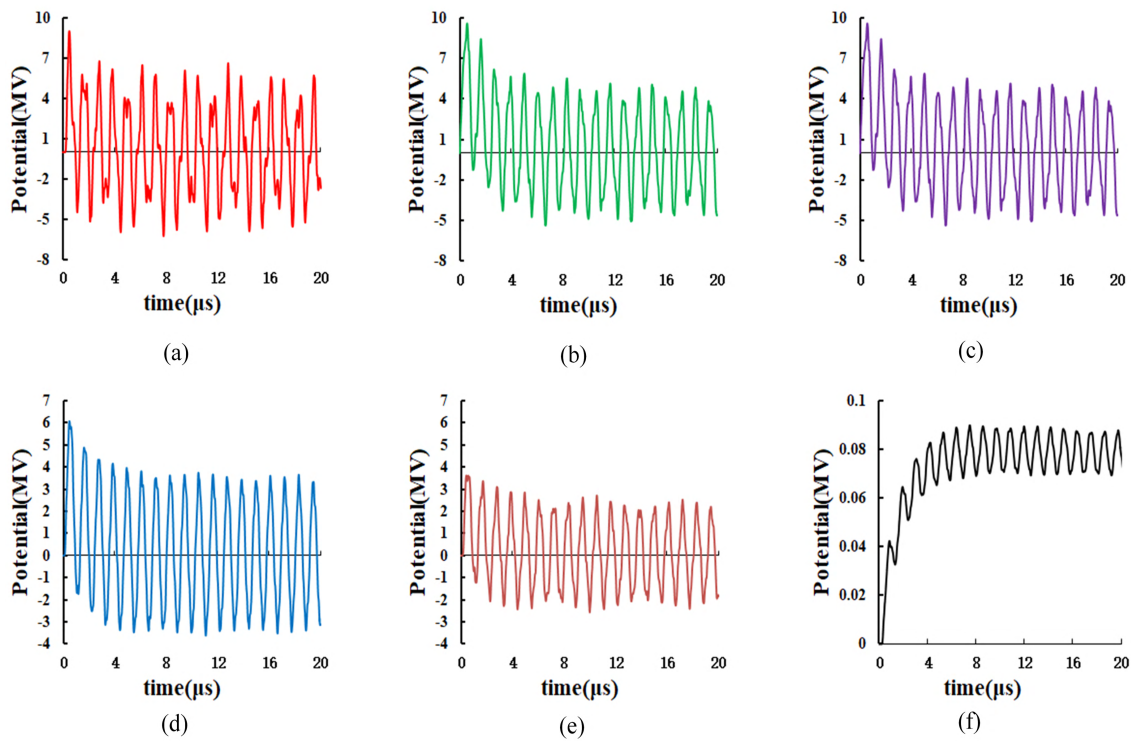 Potential(MV)
10
7
4
1
-2
-5
-8
0 4 8 12 16 20
time(μs)
(a)
Potential(MV)
10
7
4
1
-2
-5
-8
0 4 8 12 16 20
time(μs)
(b)
Potential(MV)
10
7
4
1
-2
-5
-8
0 4 8 12 16 20
time(μs)
(c)
Potential(MV)
7
6
5
4
3
2
1
0
-1
-2
-3
-4
0 4 8 12 16 20
time(μs)
(d)
Potential(MV)
7
6
5
4
3
2
1
0
-1
-2
-3
-4
0 4 8 12 16 20
time(μs)
(e)
Potential(MV)
0.1
0.08
0.06
0.04
0.02
0
0 4 8 12 16 20
time(μs)
(f)